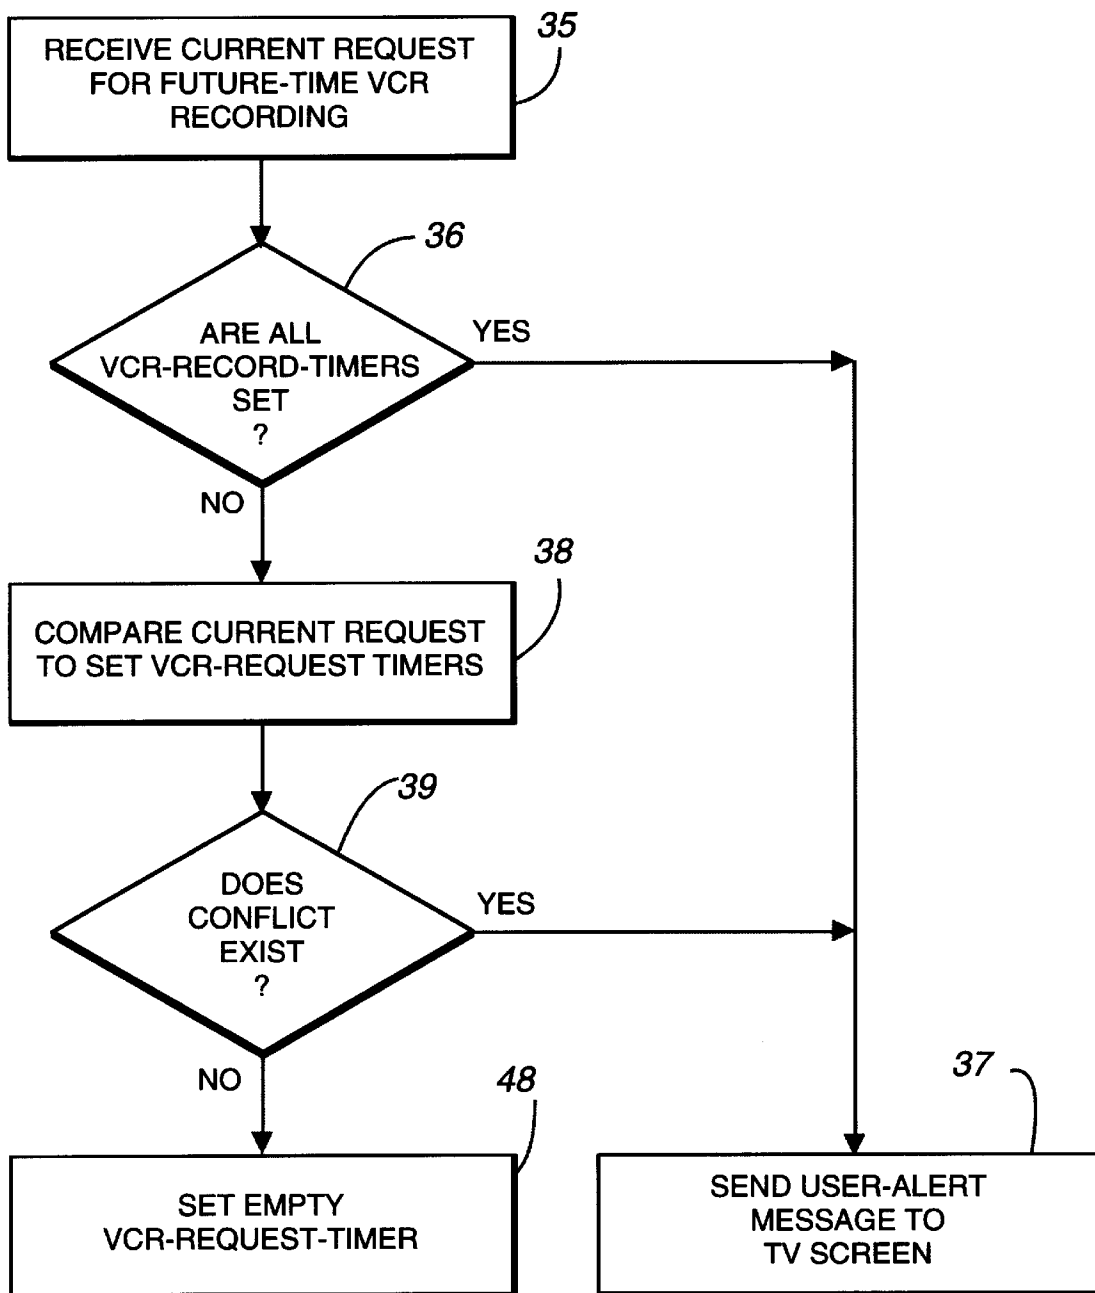 35
RECEIVE CURRENT REQUEST
FOR FUTURE-TIME VCR
RECORDING
36
ARE ALL
VCR-RECORD-TIMERS
SET
?
YES
NO
38
COMPARE CURRENT REQUEST
TO SET VCR-REQUEST TIMERS
39
DOES
CONFLICT
EXIST
?
YES
NO
48
SET EMPTY
VCR-REQUEST-TIMER
37
SEND USER-ALERT
MESSAGE TO
TV SCREEN